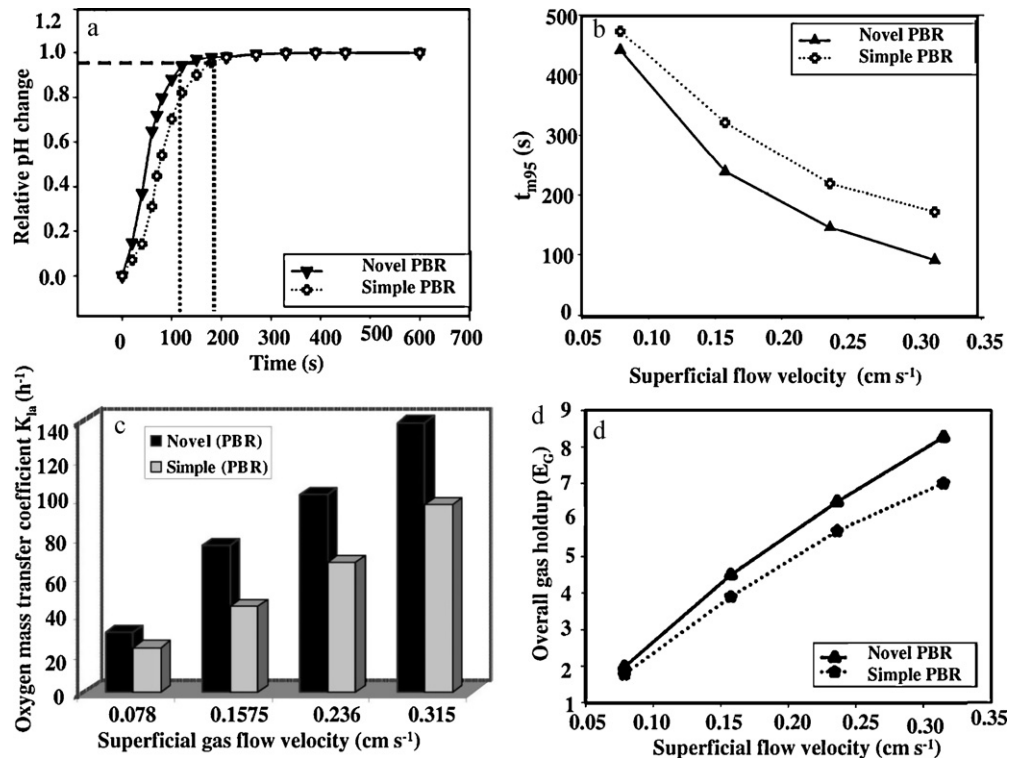 a
1.2
1.0
0.8
0.6
0.4
0.2
0.0
Relative pH change
Novel PBR
Simple PBR
0 100 200 300 400 500 600 700
Time (s)
b
500
400
300
200
100
0
t_m95 (s)
Novel PBR
Simple PBR
0.05 0.10 0.15 0.20 0.25 0.30 0.35
Superficial flow velocity (cm s⁻¹)
c
140
120
100
80
60
40
20
0
Oxygen mass transfer coefficient K_la (h⁻¹)
Novel (PBR)
Simple (PBR)
0.078 0.1575 0.236 0.315
Superficial gas flow velocity (cm s⁻¹)
d
d
9
8
7
6
5
4
3
2
1
Overall gas holdup (E_G)
Novel PBR
Simple PBR
0.05 0.10 0.15 0.20 0.25 0.30 0.35
Superficial flow velocity (cm s⁻¹)